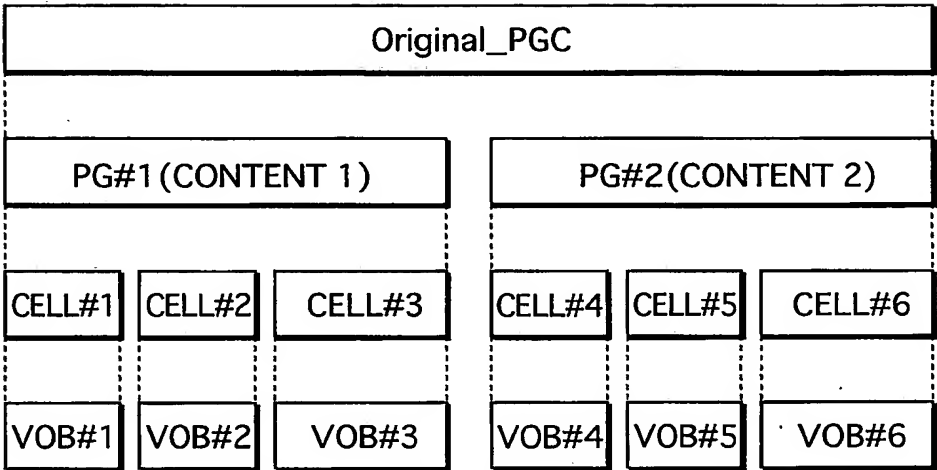 Original_PGC
PG#1(CONTENT 1) PG#2(CONTENT 2)
CELL#1 CELL#2 CELL#3 CELL#4 CELL#5 CELL#6
VOB#1 VOB#2 VOB#3 VOB#4 VOB#5 VOB#6